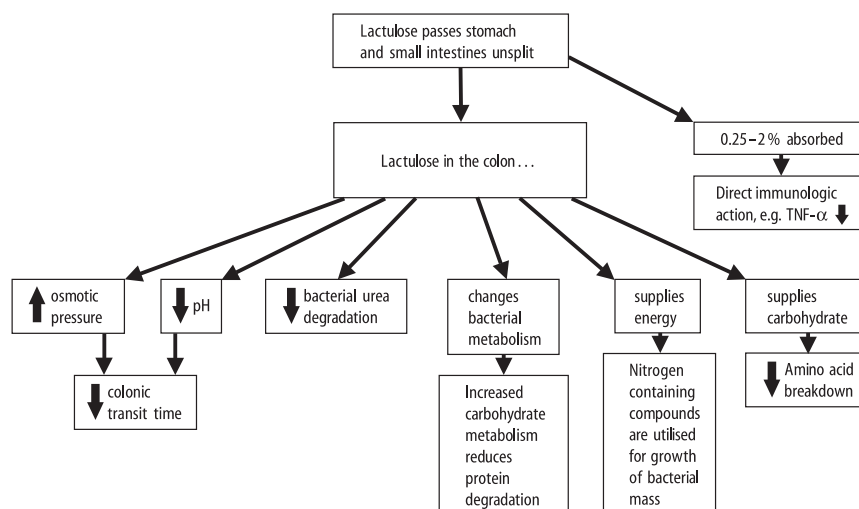 Lactulose passes stomach
and small intestines unsplit
0.25–2% absorbed
Lactulose in the colon...
Direct immunologic
action, e.g. TNF-α
osmotic
pressure
pH
bacterial urea
degradation
changes
bacterial
metabolism
supplies
energy
supplies
carbohydrate
colonic
transit time
Increased
carbohydrate
metabolism
reduces
protein
degradation
Nitrogen
containing
compounds
are utilised
for growth
of bacterial
mass
Amino acid
breakdown